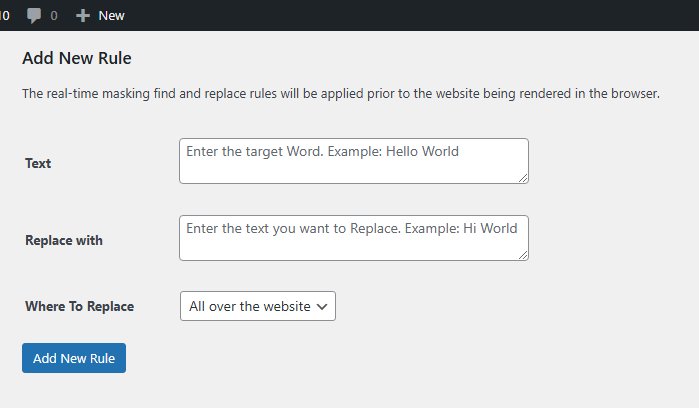 10 0 New
Add New Rule
The real-time masking find and replace rules will be applied prior to the website being rendered in the browser.
Text
Enter the target Word. Example: Hello World
Replace with
Enter the text you want to Replace. Example: Hi World
Where To Replace
All over the website
Add New Rule